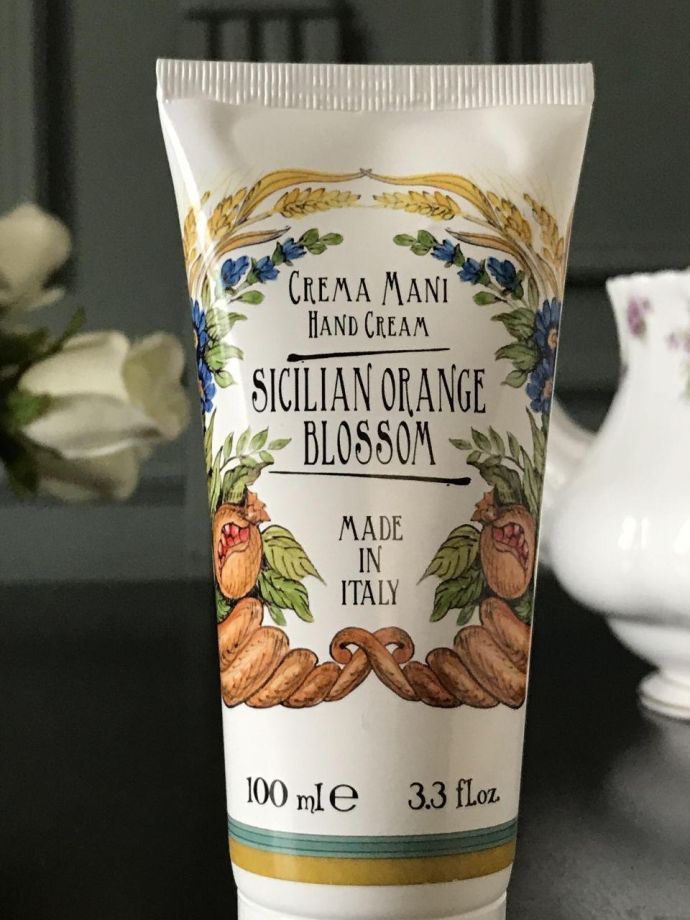 CREMA MANI
HAND CREAM
SICILIAN ORANGE
BLOSSOM
MADE
IN
ITALY
100 ml e 3.3 fl.oz.